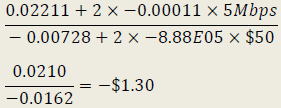 0.02211 + 2 × −0.00011 × 5Mbps
− 0.00728 + 2 × −8.88E05 × $50
0.0210
−0.0162
= −$1.30